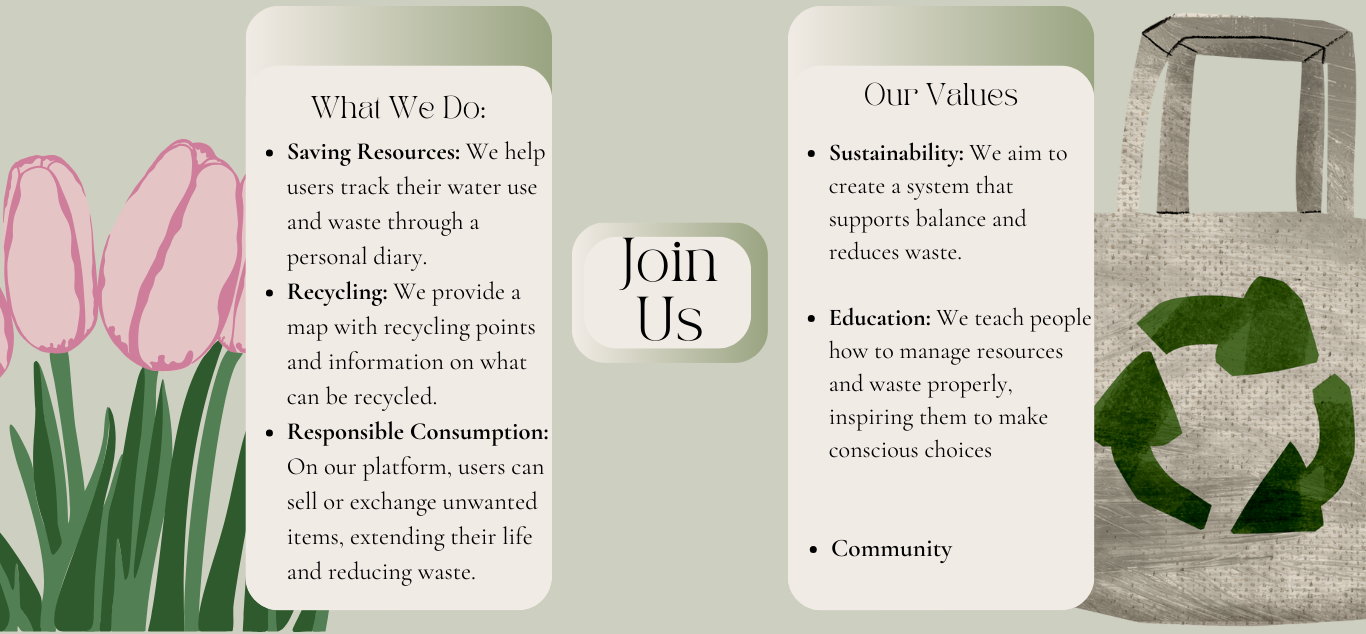 What We Do:
• Saving Resources: We help
users track their water use
and waste through a
personal diary.
• Recycling: We provide a
map with recycling points
and information on what
can be recycled.
• Responsible Consumption:
On our platform, users can
sell or exchange unwanted
items, extending their life
and reducing waste.
Join
Us
Our Values
• Sustainability: We aim to
create a system that
supports balance and
reduces waste.
• Education: We teach people
how to manage resources
and waste properly,
inspiring them to make
conscious choices
• Community